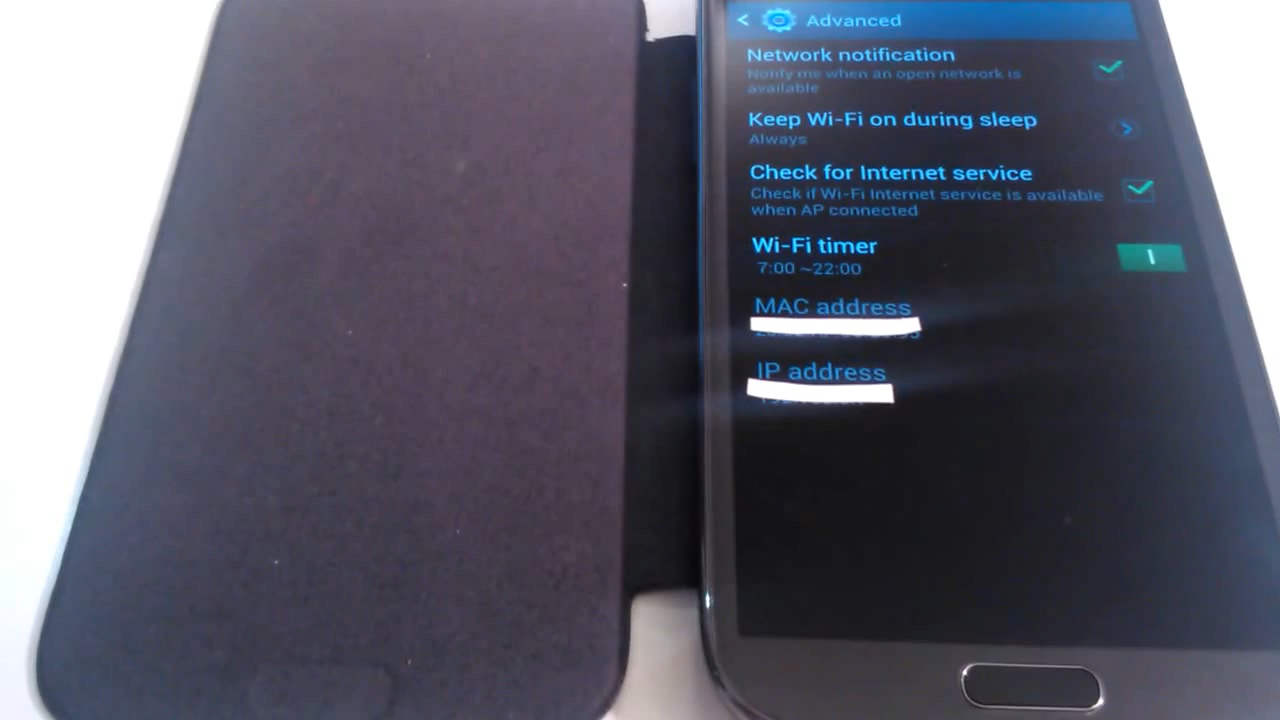 Advanced
Network notification
Notify me when an open network is
available
Keep Wi-Fi on during sleep
Always
Check for Internet service
Check if Wi-Fi Internet service is available
when AP connected
Wi-Fi timer
7:00 ~22:00
MAC address
IP address